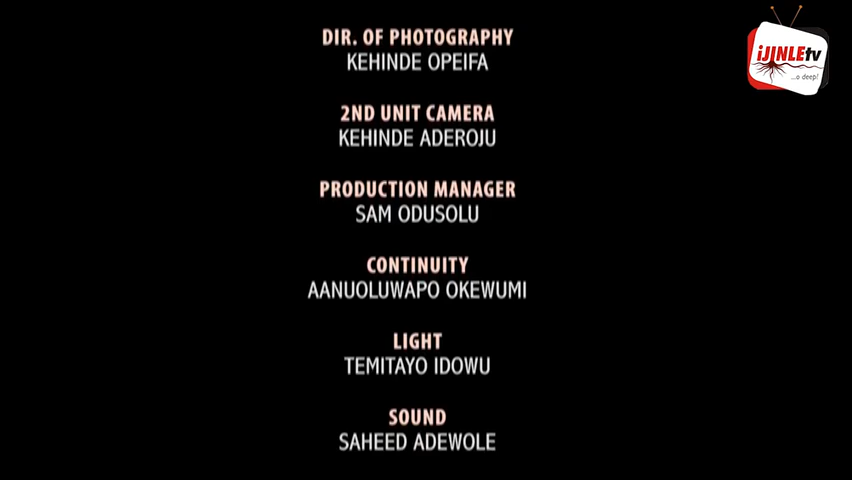 DIR. OF PHOTOGRAPHY
KEHINDE OPEIFA
2ND UNIT CAMERA
KEHINDE ADEROJU
PRODUCTION MANAGER
SAM ODUSOLU
CONTINUITY
AANUOLUWAPO OKEWUMI
LIGHT
TEMITAYO IDOWU
SOUND
SAHEED ADEWOLE
iJINLEtv
...o deep!